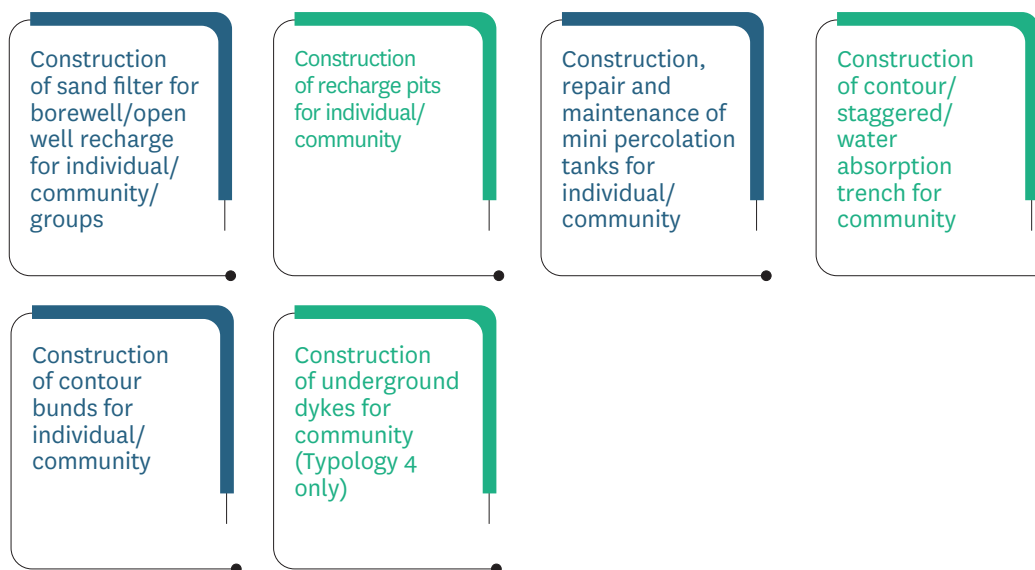 Construction
of sand filter for
borewell/open
well recharge
for individual/
community/
groups
Construction
of recharge pits
for individual/
community
Construction,
repair and
maintenance of
mini percolation
tanks for
individual/
community
Construction
of contour/
staggered/
water
absorption
trench for
community
Construction
of contour
bunds for
individual/
community
Construction
of underground
dykes for
community
(Typology 4
only)